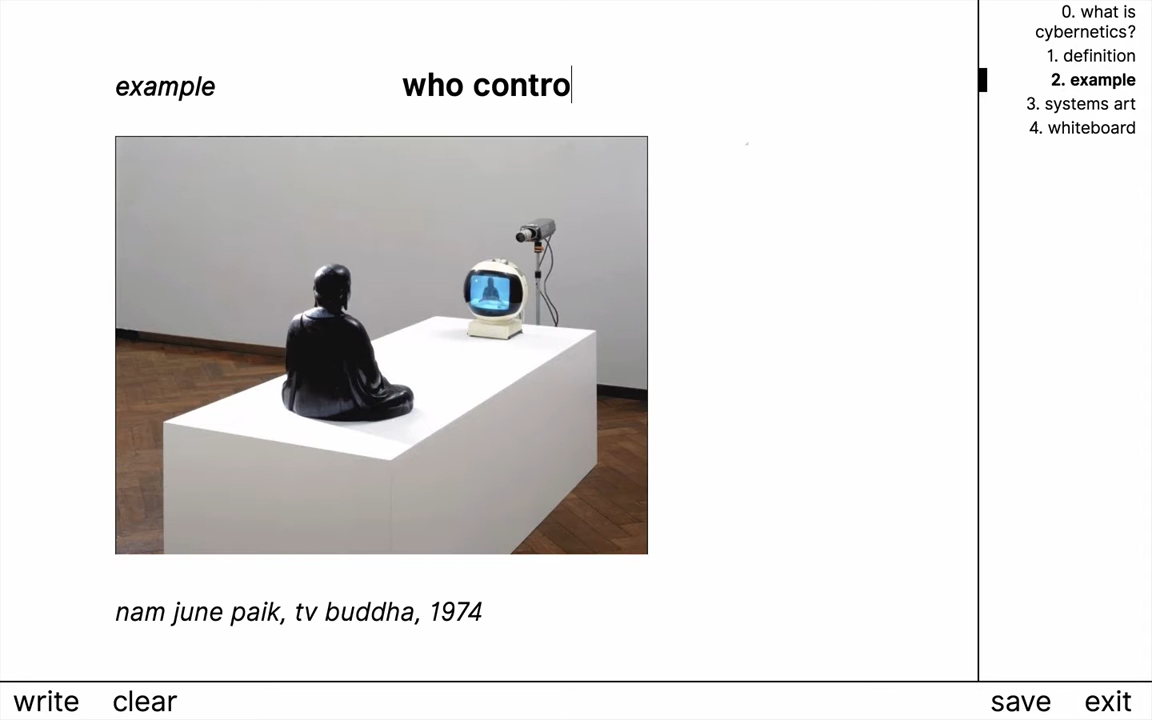 example
who contro
nam june paik, tv buddha, 1974
0. what is
cybernetics?
1. definition
2. example
3. systems art
4. whiteboard
write
clear
save
exit